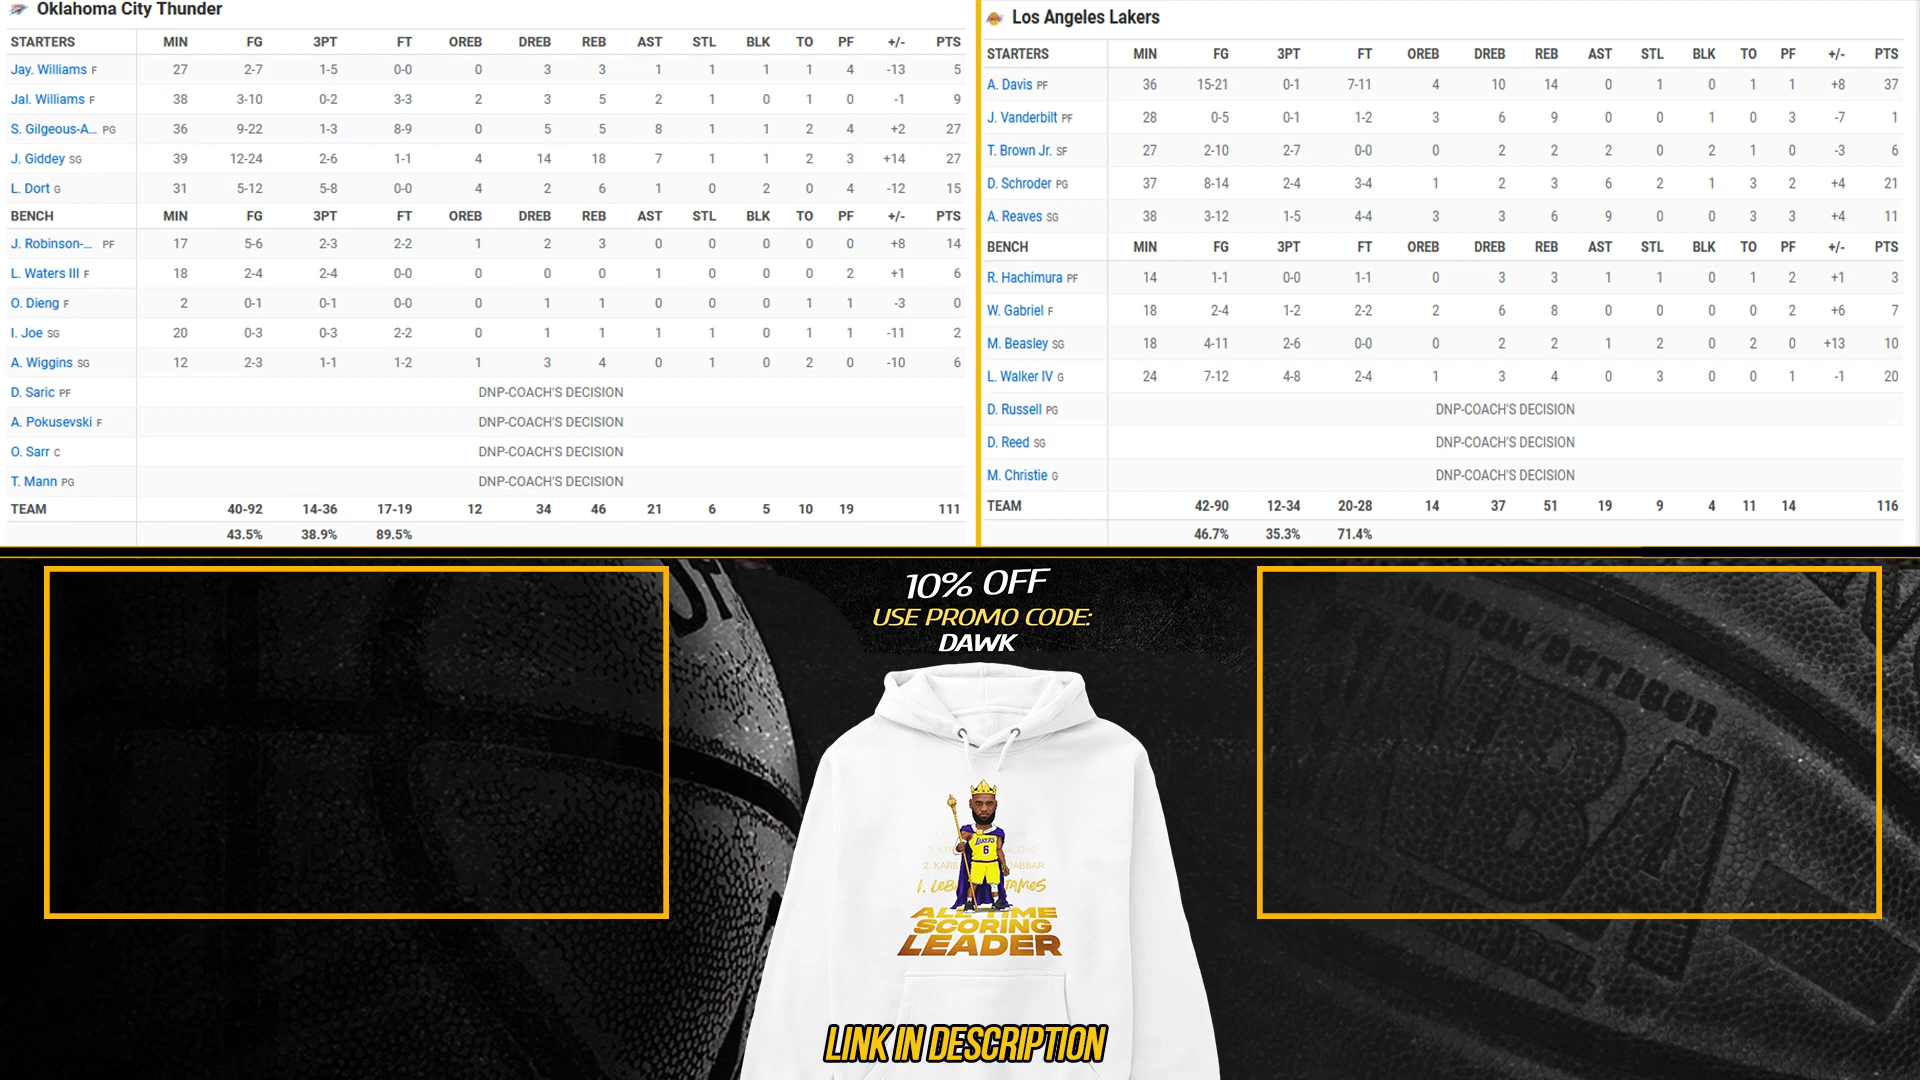 Oklahoma City Thunder
STARTERS MIN FG 3PT FT OREB DREB REB AST STL BLK TO PF +/- PTS
Jay. Williams F 27 2-7 1-5 0-0 0 3 3 1 1 1 1 4 -13 5
Jal. Williams F 38 3-10 0-2 3-3 2 3 5 2 1 0 1 0 -1 9
S. Gilgeous-A... PG 36 9-22 1-3 8-9 0 5 5 8 1 1 2 4 +2 27
J. Giddey SG 39 12-24 2-6 1-1 4 14 18 7 1 1 2 3 +14 27
L. Dort G 31 5-12 5-8 0-0 4 2 6 1 0 2 0 4 -12 15
BENCH MIN FG 3PT FT OREB DREB REB AST STL BLK TO PF +/- PTS
J. Robinson-... PF 17 5-6 2-3 2-2 1 2 3 0 0 0 0 0 +8 14
L. Waters III F 18 2-4 2-4 0-0 0 0 0 1 0 0 0 2 +1 6
O. Dieng F 2 0-1 0-1 0-0 0 1 1 0 0 0 1 1 -3 0
I. Joe SG 20 0-3 0-3 2-2 0 1 1 1 1 0 1 1 -11 2
A. Wiggins SG 12 2-3 1-1 1-2 1 3 4 0 1 0 2 0 -10 6
D. Saric PF DNP-COACH'S DECISION
A. Pokusevski F DNP-COACH'S DECISION
O. Sarr C DNP-COACH'S DECISION
T. Mann PG DNP-COACH'S DECISION
TEAM 40-92 14-36 17-19 12 34 46 21 6 5 10 19 111
43.5% 38.9% 89.5%
Los Angeles Lakers
STARTERS MIN FG 3PT FT OREB DREB REB AST STL BLK TO PF +/- PTS
A. Davis PF 36 15-21 0-1 7-11 4 10 14 0 1 0 1 1 +8 37
J. Vanderbilt PF 28 0-5 0-1 1-2 3 6 9 0 0 1 0 3 -7 1
T. Brown Jr. SF 27 2-10 2-7 0-0 0 2 2 2 0 2 1 0 -3 6
D. Schroder PG 37 8-14 2-4 3-4 1 2 3 6 2 1 3 2 +4 21
A. Reaves SG 38 3-12 1-5 4-4 3 3 6 9 0 0 3 3 +4 11
BENCH MIN FG 3PT FT OREB DREB REB AST STL BLK TO PF +/- PTS
R. Hachimura PF 14 1-1 0-0 1-1 0 3 3 1 1 0 1 2 +1 3
W. Gabriel F 18 2-4 1-2 2-2 2 6 8 0 0 0 0 2 +6 7
M. Beasley SG 18 4-11 2-6 0-0 0 2 2 1 2 0 2 0 +13 10
L. Walker IV G 24 7-12 4-8 2-4 1 3 4 0 3 0 0 1 -1 20
D. Russell PG DNP-COACH'S DECISION
D. Reed SG DNP-COACH'S DECISION
M. Christie G DNP-COACH'S DECISION
TEAM 42-90 12-34 20-28 14 37 51 19 9 4 11 14 116
46.7% 35.3% 71.4%
10% OFF
USE PROMO CODE:
DAWK
INDOOR/OUTDOOR
NBA
LAKERS
6
2. KARE JABBAR
1. LeB James
ALL TIME
SCORING
LEADER
LINK IN DESCRIPTION